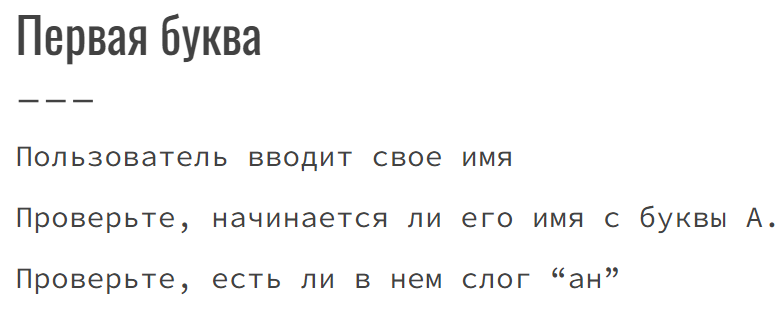 Первая буква
———
Пользователь вводит свое имя
Проверьте, начинается ли его имя с буквы А.
Проверьте, есть ли в нем слог “ан”